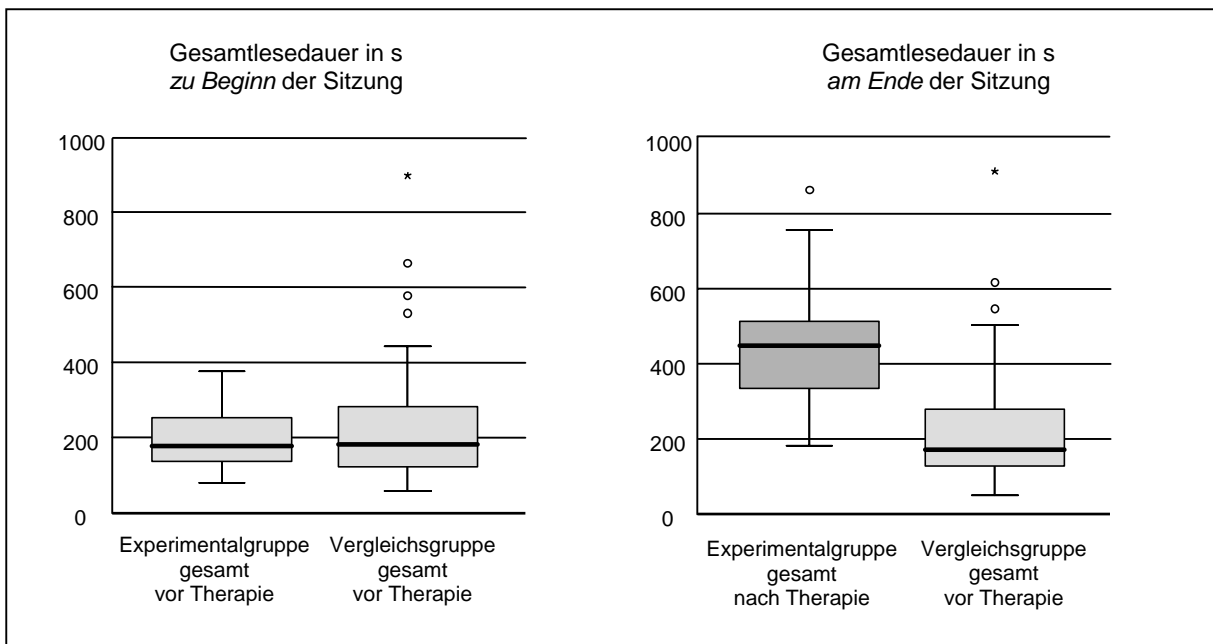 Gesamtlesedauer in s
zu Beginn der Sitzung
1000
800
600
400
200
0
Experimentalgruppe
gesamt
vor Therapie
Vergleichsgruppe
gesamt
vor Therapie
Gesamtlesedauer in s
am Ende der Sitzung
1000
800
600
400
200
0
Experimentalgruppe
gesamt
nach Therapie
Vergleichsgruppe
gesamt
vor Therapie